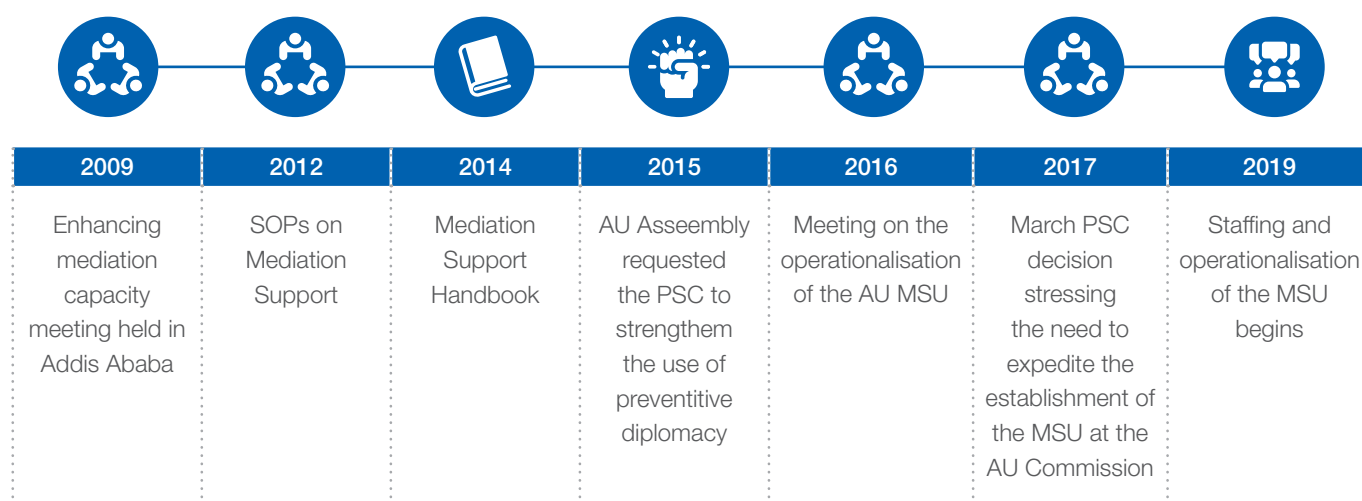 2009
Enhancing
mediation
capacity
meeting held in
Addis Ababa
2012
SOPs on
Mediation
Support
2014
Mediation
Support
Handbook
2015
AU Asseembly
requested
the PSC to
strengthem
the use of
preventitive
diplomacy
2016
Meeting on the
operationalisation
of the AU MSU
2017
March PSC
decision
stressing
the need to
expedite the
establishment of
the MSU at the
AU Commission
2019
Staffing and
operationalisation
of the MSU
begins